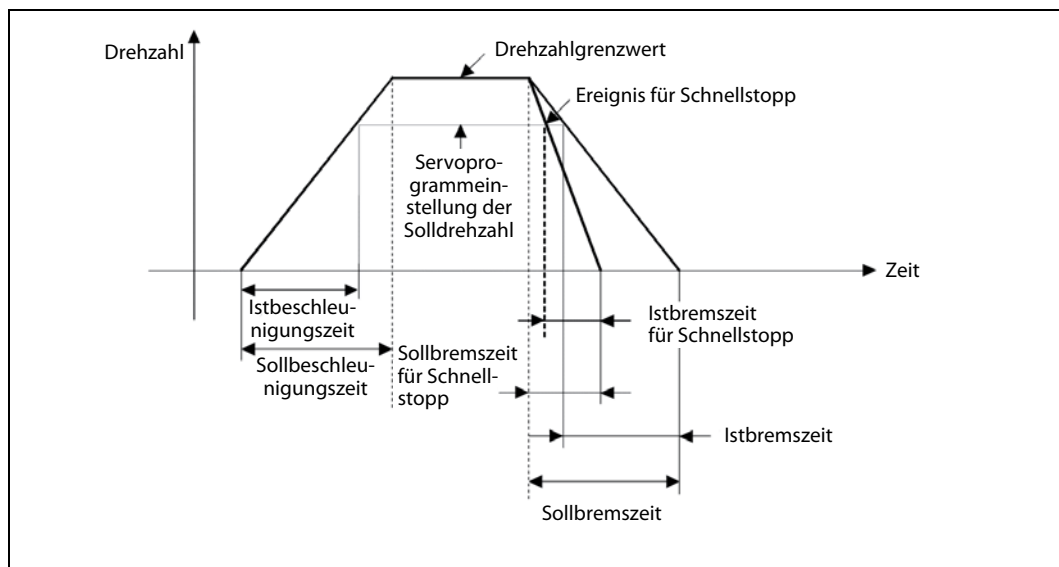 Drehzahl
Drehzahlgrenzwert
Ereignis für Schnellstopp
Servopro-
grammein-
stellung der
Solldrehzahl
Zeit
Istbeschleu-
nigungszeit
Istbremszeit
für Schnellstopp
Sollbeschleu-
nigungszeit
Sollbremszeit
für Schnell-
stopp
Istbremszeit
Sollbremszeit